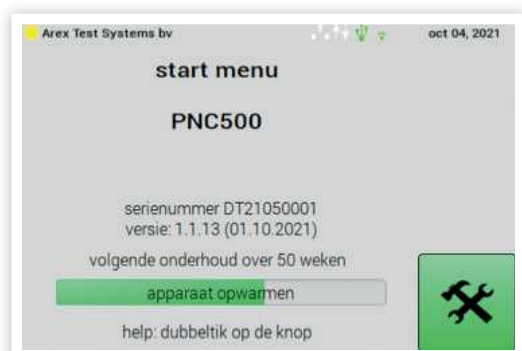 Arex Test Systems bv oct 04, 2021
start menu
PNC500
serienummer DT21050001
versie: 1.1.13 (01.10.2021)
volgende onderhoud over 50 weken
apparaat opwarmen
help: dubbeltik op de knop